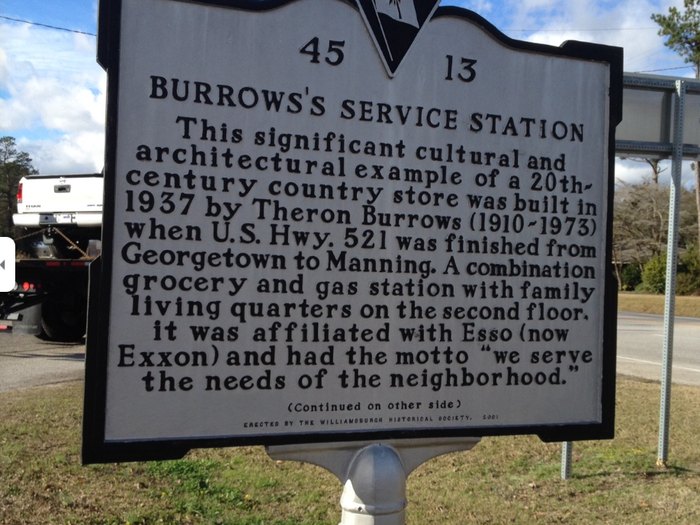 45 13
BURROWS'S SERVICE STATION
This significant cultural and
architectural example of a 20th-
century country store was built in
1937 by Theron Burrows (1910-1973)
when U.S. Hwy. 521 was finished from
Georgetown to Manning. A combination
grocery and gas station with family
living quarters on the second floor,
it was affiliated with Esso (now
Exxon) and had the motto "we serve
the needs of the neighborhood."
(Continued on other side)
ERECTED BY THE WILLIAMSBURGH HISTORICAL SOCIETY, 2001